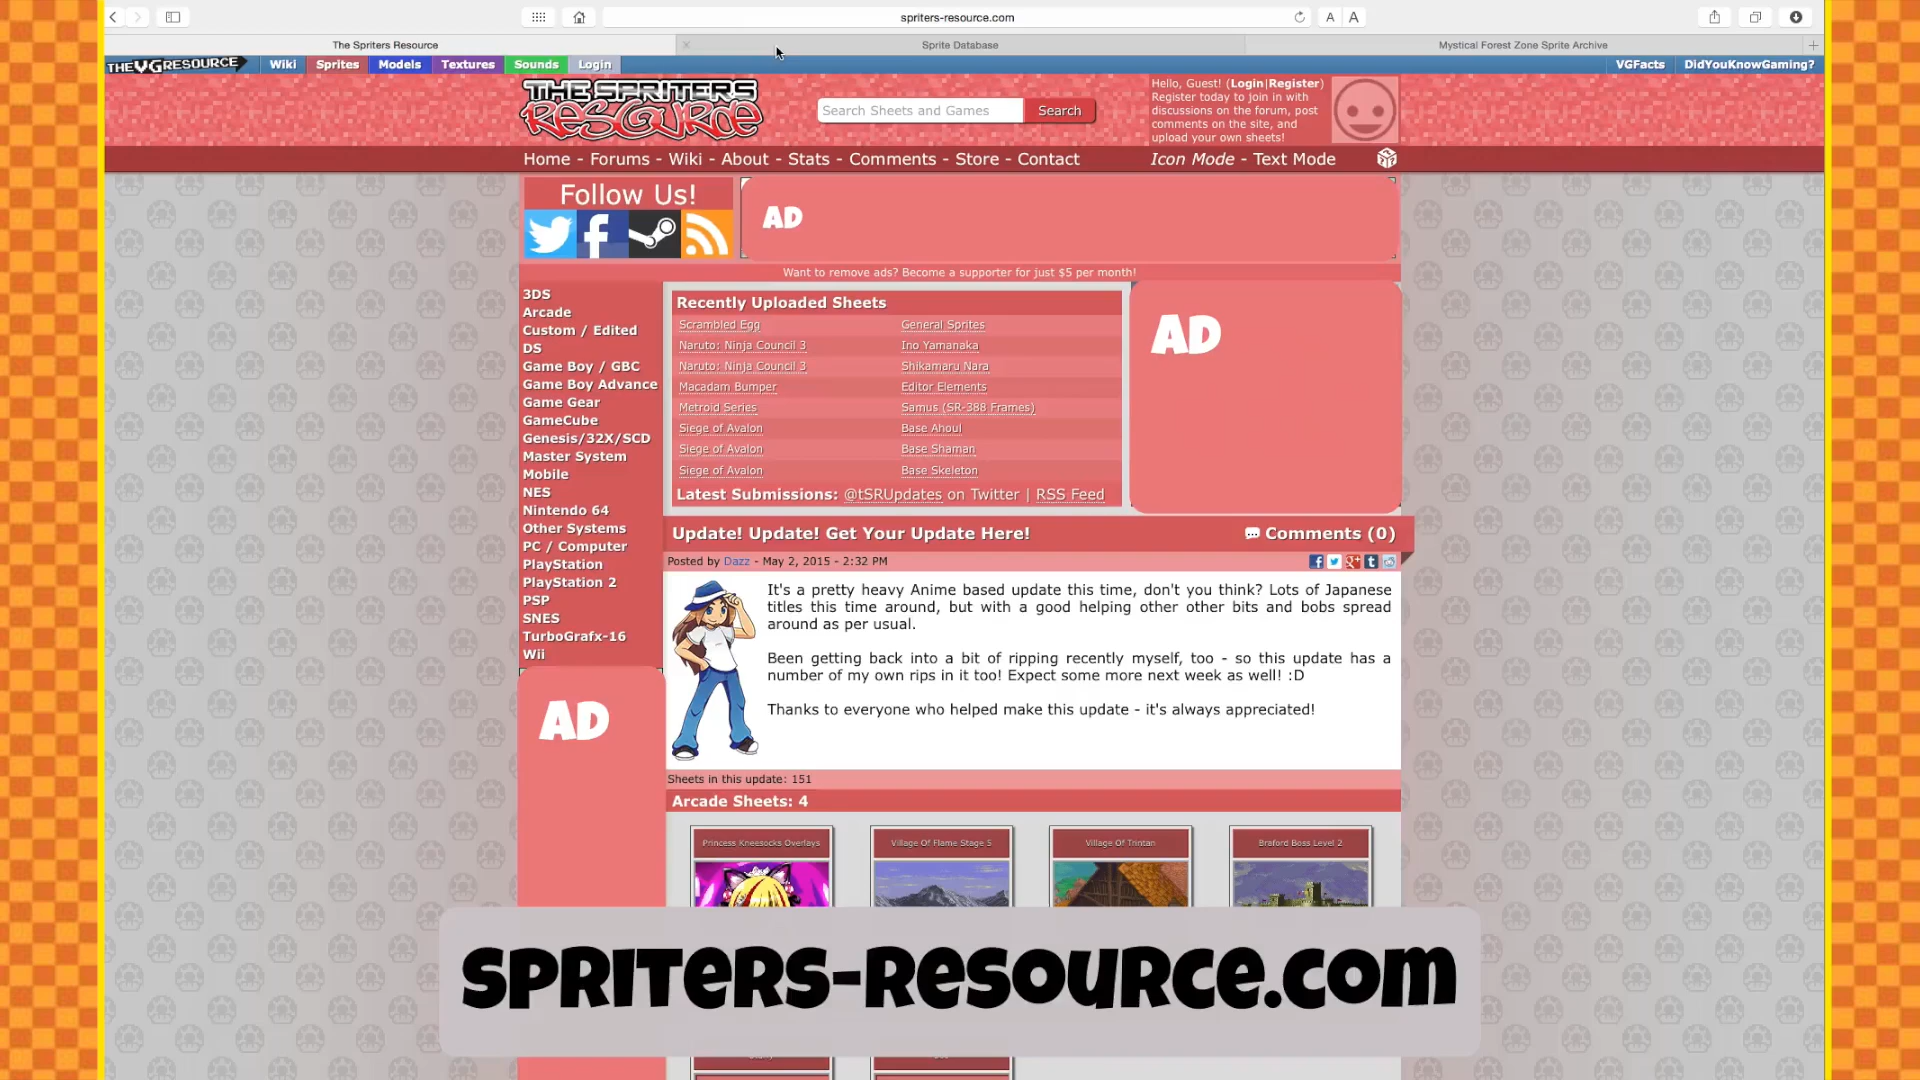 spriters-resource.com
A A
The Spriters Resource
Sprite Database
Mystical Forest Zone Sprite Archive
THE VG RESOURCE
Wiki Sprites Models Textures Sounds Login
VGFacts DidYouKnowGaming?
THE SPRITERS
RESOURCE
Search Sheets and Games
Search
Hello, Guest! (Login|Register)
Register today to join in with
discussions on the forum, post
comments on the site, and
upload your own sheets!
Home - Forums - Wiki - About - Stats - Comments - Store - Contact
Icon Mode - Text Mode
Follow Us!
AD
Want to remove ads? Become a supporter for just $5 per month!
3DS
Arcade
Custom / Edited
DS
Game Boy / GBC
Game Boy Advance
Game Gear
GameCube
Genesis/32X/SCD
Master System
Mobile
NES
Nintendo 64
Other Systems
PC / Computer
PlayStation
PlayStation 2
PSP
SNES
TurboGrafx-16
Wii
AD
Recently Uploaded Sheets
Scrambled Egg General Sprites
Naruto: Ninja Council 3 Ino Yamanaka
Naruto: Ninja Council 3 Shikamaru Nara
Macadam Bumper Editor Elements
Metroid Series Samus (SR-388 Frames)
Siege of Avalon Base Ahoul
Siege of Avalon Base Shaman
Siege of Avalon Base Skeleton
Latest Submissions: @tSRUpdates on Twitter | RSS Feed
AD
Update! Update! Get Your Update Here!
Comments (0)
Posted by Dazz - May 2, 2015 - 2:32 PM
It's a pretty heavy Anime based update this time, don't you think? Lots of Japanese
titles this time around, but with a good helping other other bits and bobs spread
around as per usual.
Been getting back into a bit of ripping recently myself, too - so this update has a
number of my own rips in it too! Expect some more next week as well! :D
Thanks to everyone who helped make this update - it's always appreciated!
Sheets in this update: 151
Arcade Sheets: 4
Princess Kneesocks Overlays
Village Of Flame Stage 5
Village Of Trintan
Braford Boss Level 2
SPRITERS-RESOURCE.COM